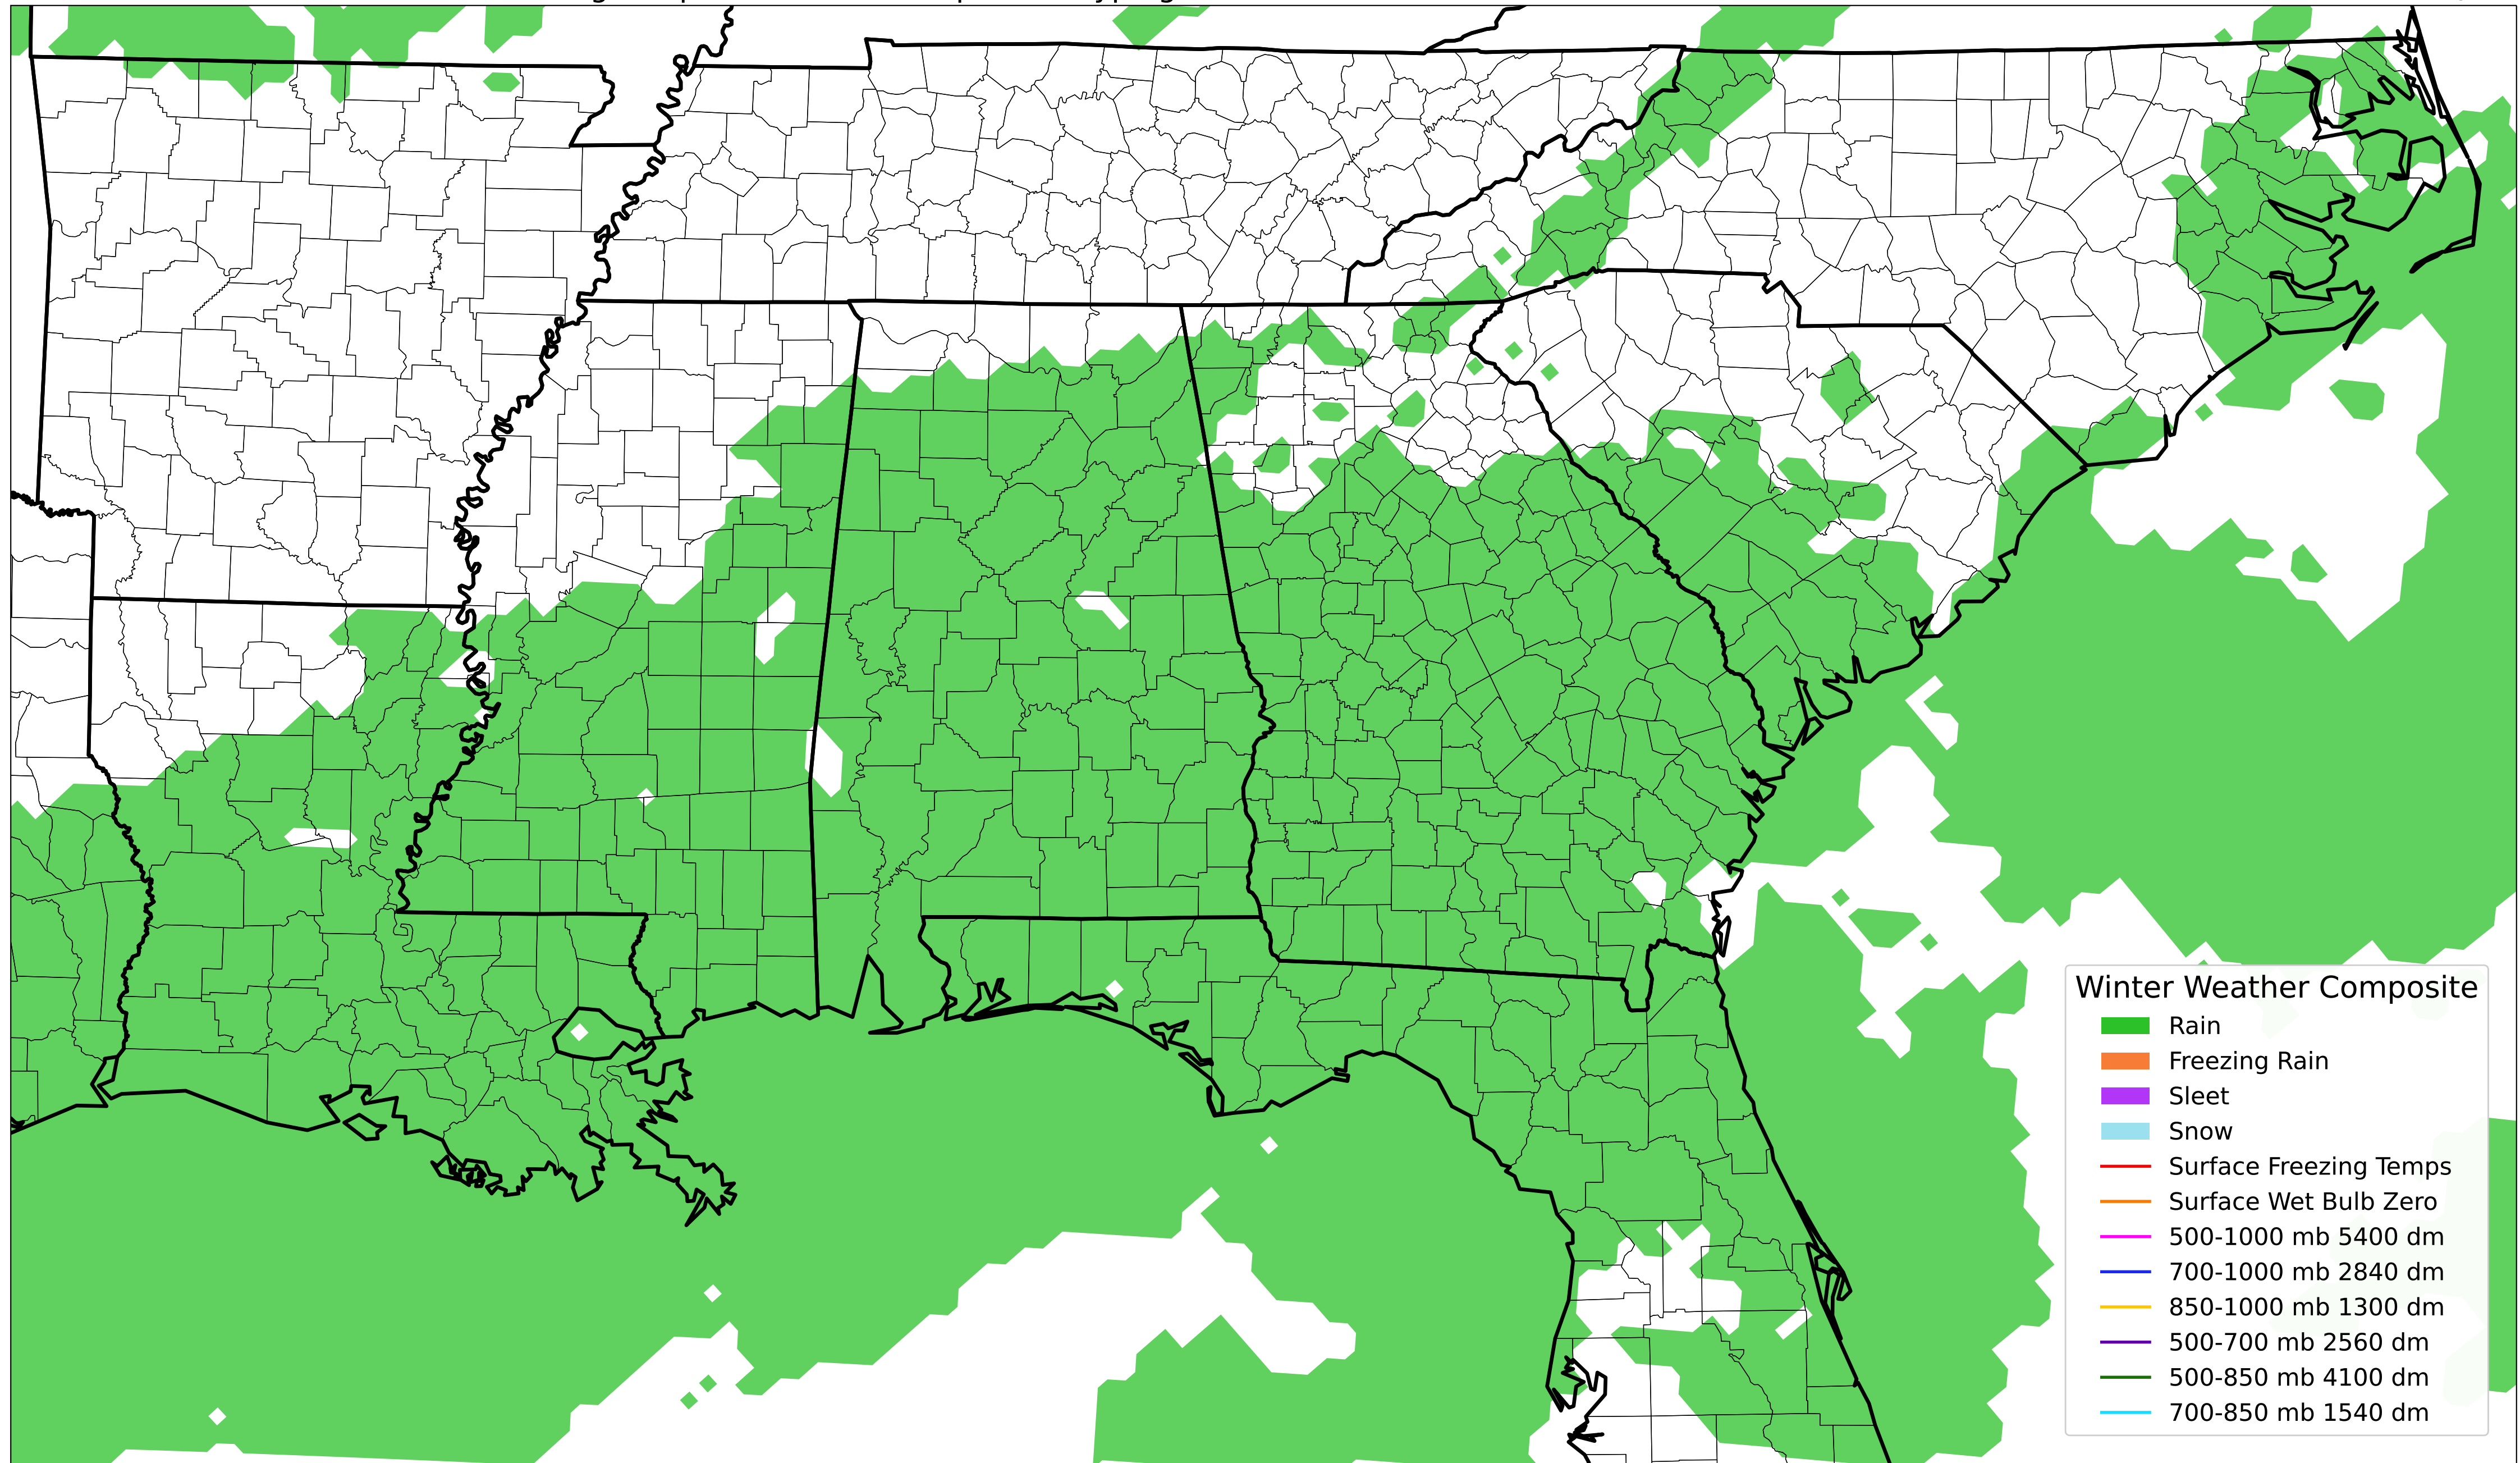 Winter Weather Composite
Rain
Freezing Rain
Sleet
Snow
Surface Freezing Temps
Surface Wet Bulb Zero
500-1000 mb 5400 dm
700-1000 mb 2840 dm
850-1000 mb 1300 dm
500-700 mb 2560 dm
500-850 mb 4100 dm
700-850 mb 1540 dm